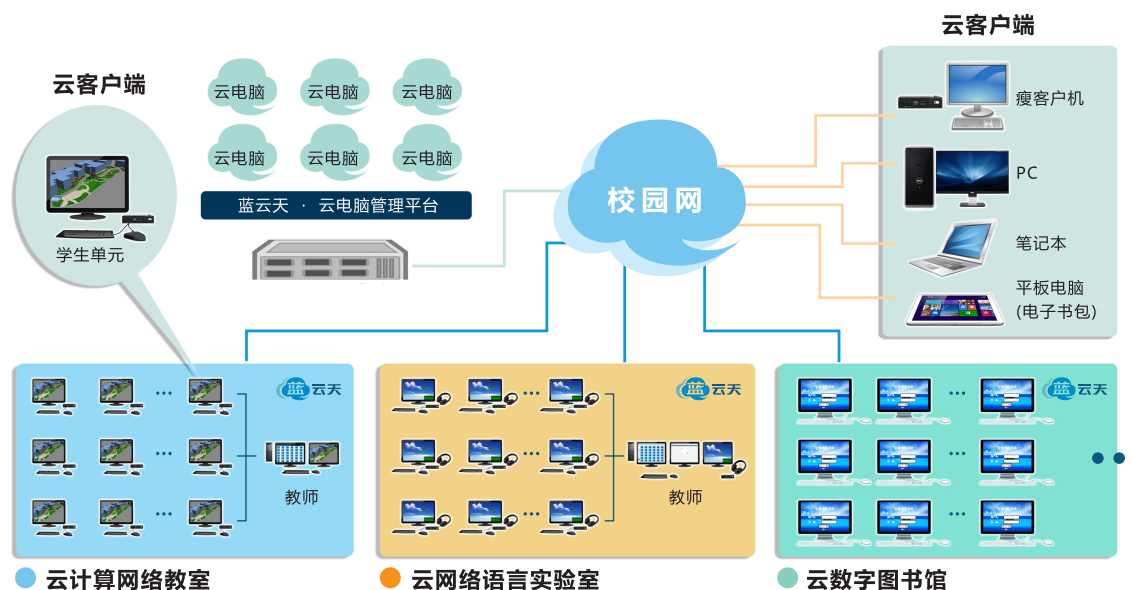 云客户端
云客户端
云电脑 云电脑 云电脑
云电脑 云电脑 云电脑
蓝云天 · 云电脑管理平台
学生单元
校园网
瘦客户机
PC
笔记本
平板电脑
(电子书包)
蓝云天
教师
云计算网络教室
蓝云天
教师
云网络语言实验室
蓝云天
云数字图书馆